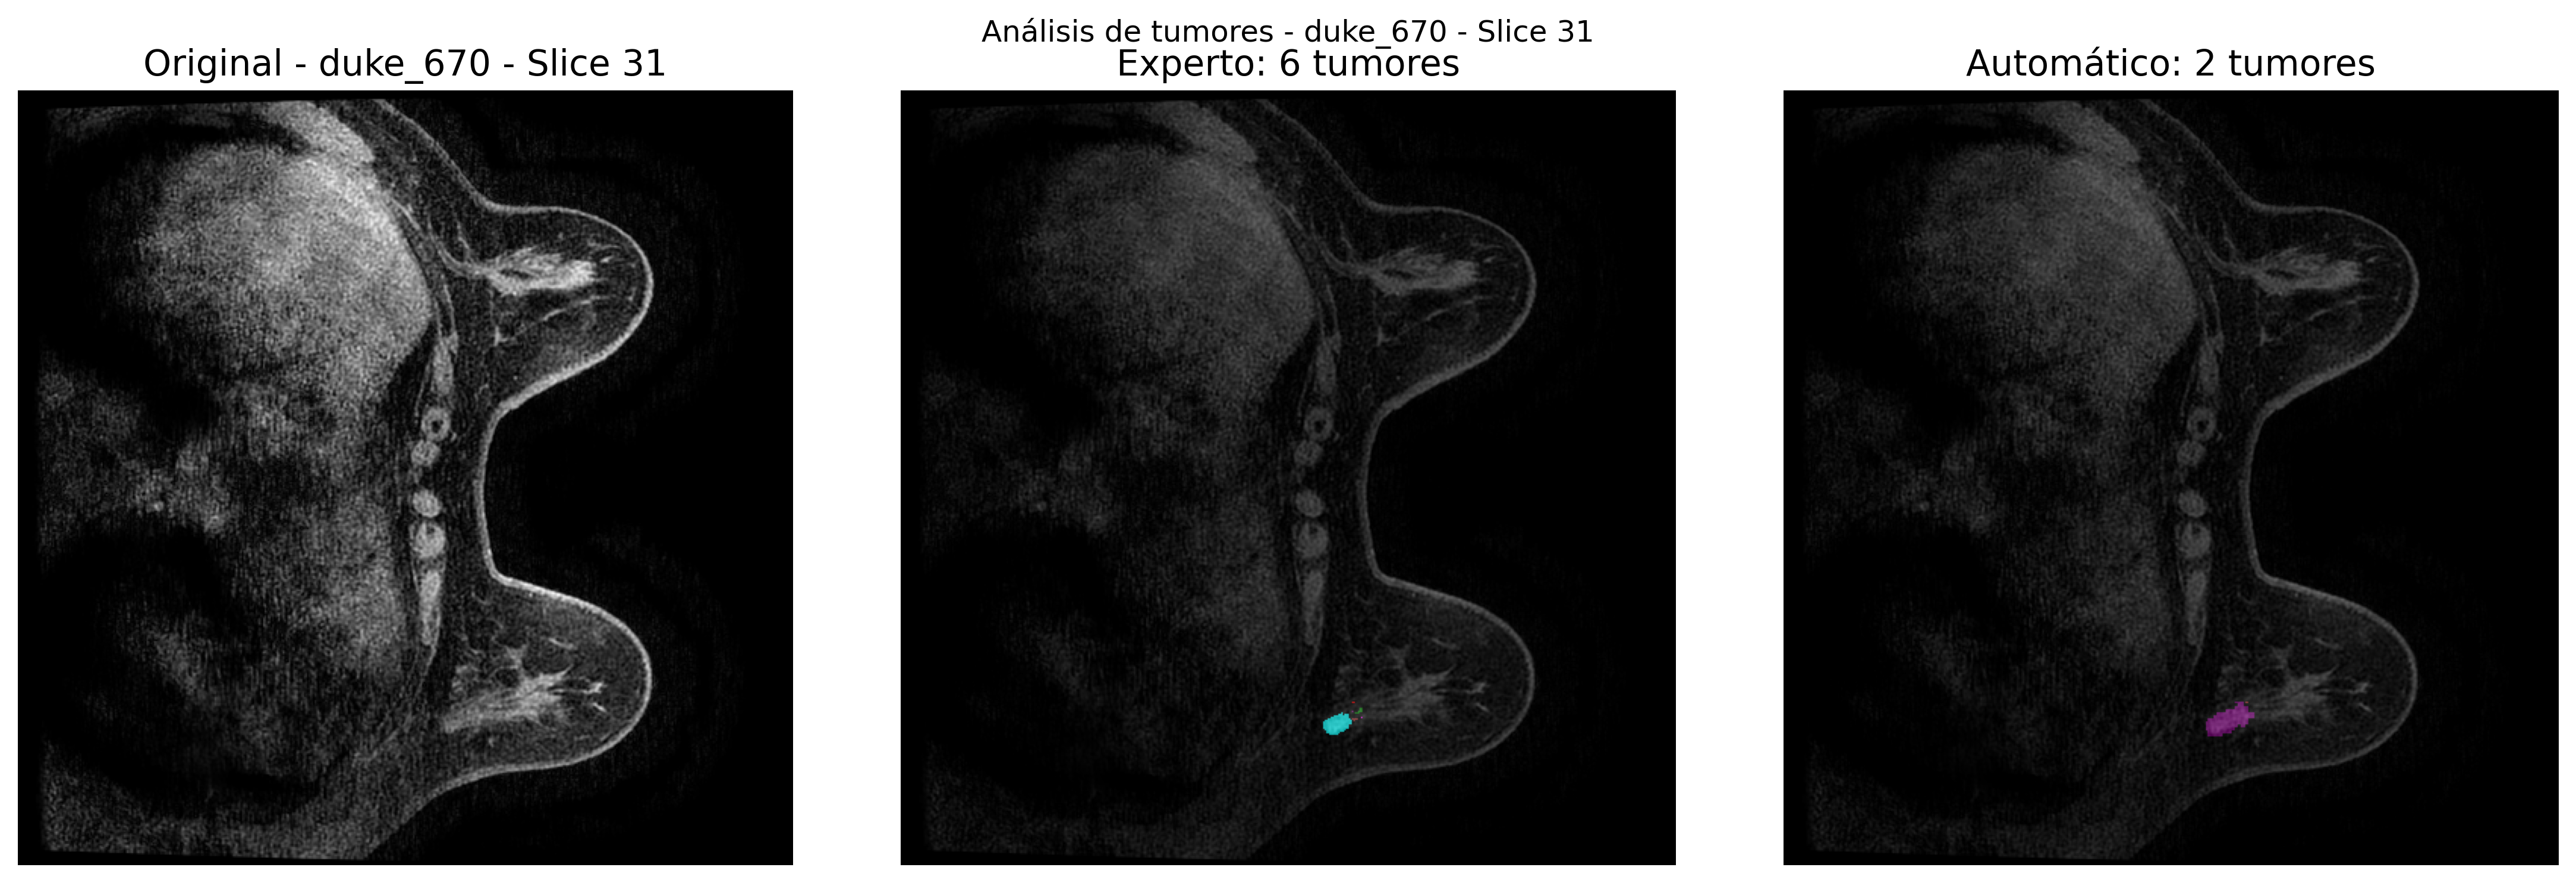 Análisis de tumores - duke_670 - Slice 31
Original - duke_670 - Slice 31
Experto: 6 tumores
Automático: 2 tumores